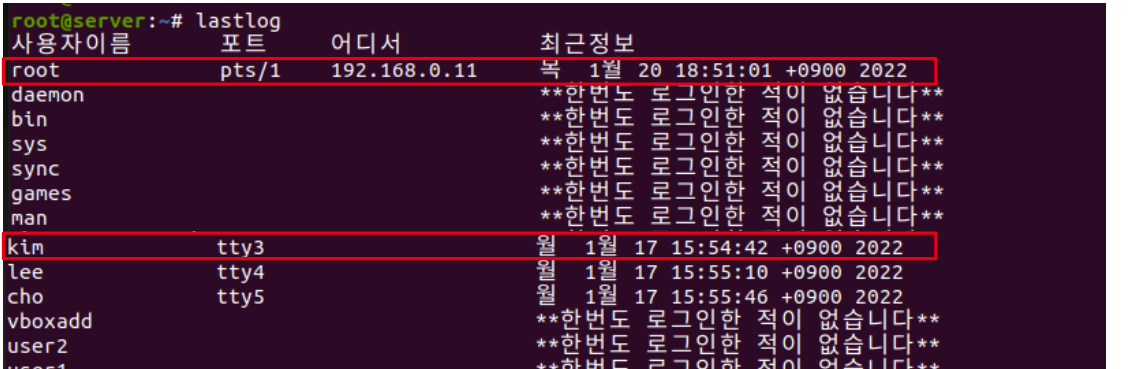 root@server:~# lastlog
사용자이름 포트 어디서 최근정보
root pts/1 192.168.0.11 목 1월 20 18:51:01 +0900 2022
daemon **한번도 로그인한 적이 없습니다**
bin **한번도 로그인한 적이 없습니다**
sys **한번도 로그인한 적이 없습니다**
sync **한번도 로그인한 적이 없습니다**
games **한번도 로그인한 적이 없습니다**
man **한번도 로그인한 적이 없습니다**
kim tty3 월 1월 17 15:54:42 +0900 2022
lee tty4 월 1월 17 15:55:10 +0900 2022
cho tty5 월 1월 17 15:55:46 +0900 2022
vboxadd **한번도 로그인한 적이 없습니다**
user2 **한번도 로그인한 적이 없습니다**
user1 **한번도 로그인한 적이 없습니다**